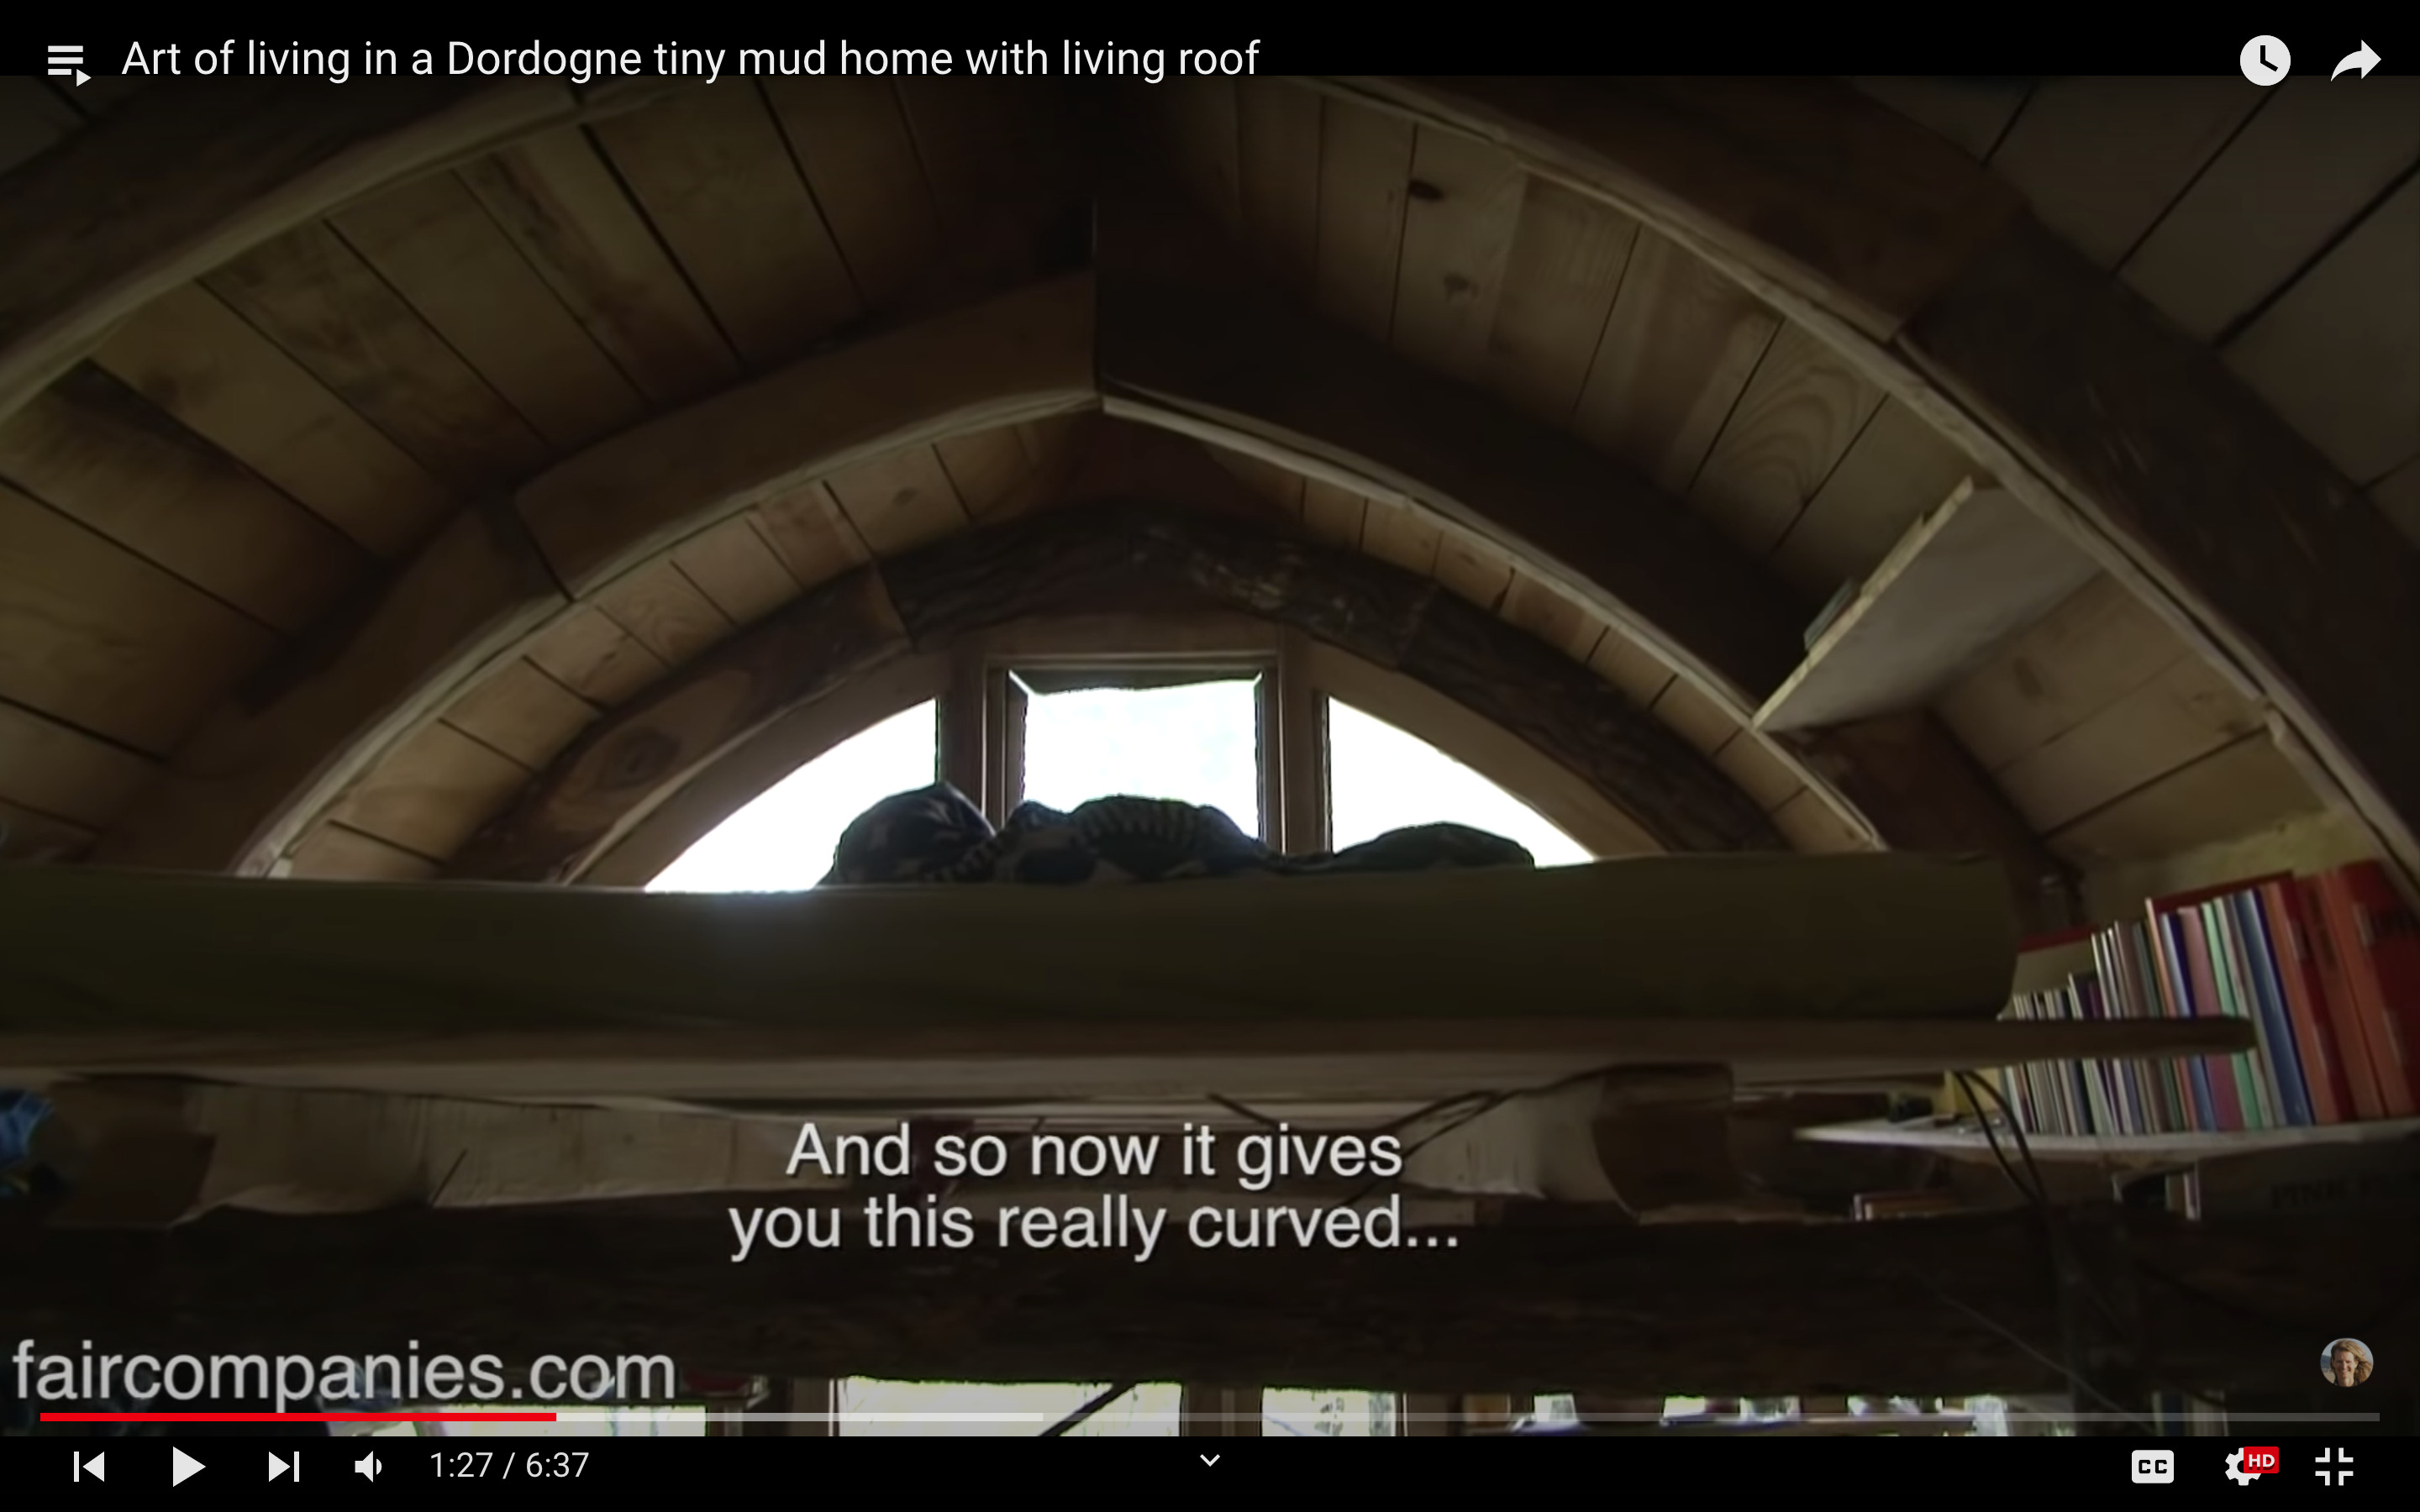 Art of living in a Dordogne tiny mud home with living roof
And so now it gives
you this really curved...
faircompanies.com
1:27 / 6:37
CC
HD